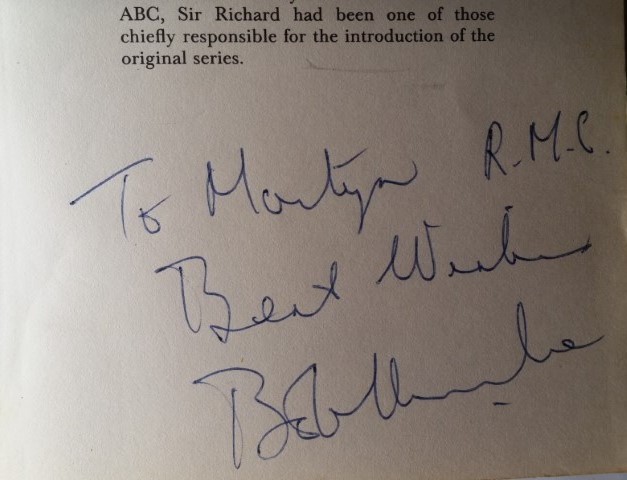 ABC, Sir Richard had been one of those
chiefly responsible for the introduction of the
original series.
To Martyn R.M.C.
Best Wishes
Bob